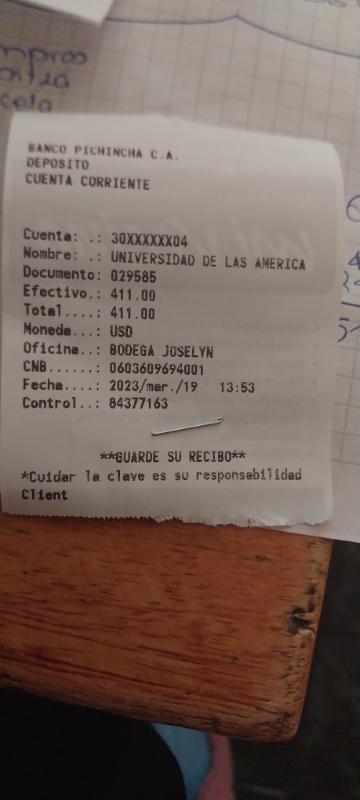 BANCO PICHINCHA C.A.
DEPOSITO
CUENTA CORRIENTE
Cuenta: .: 30XXXXXX04
Nombre: .: UNIVERSIDAD DE LAS AMERICA
Documento: 029585
Efectivo.: 411.00
Total....: 411.00
Moneda...: USD
Oficina..: BODEGA JOSELYN
CNB......: 0603609694001
Fecha....: 2023/mar./19 13:53
Control..: 84377163
**GUARDE SU RECIBO**
*Cuidar la clave es su responsabilidad
Client